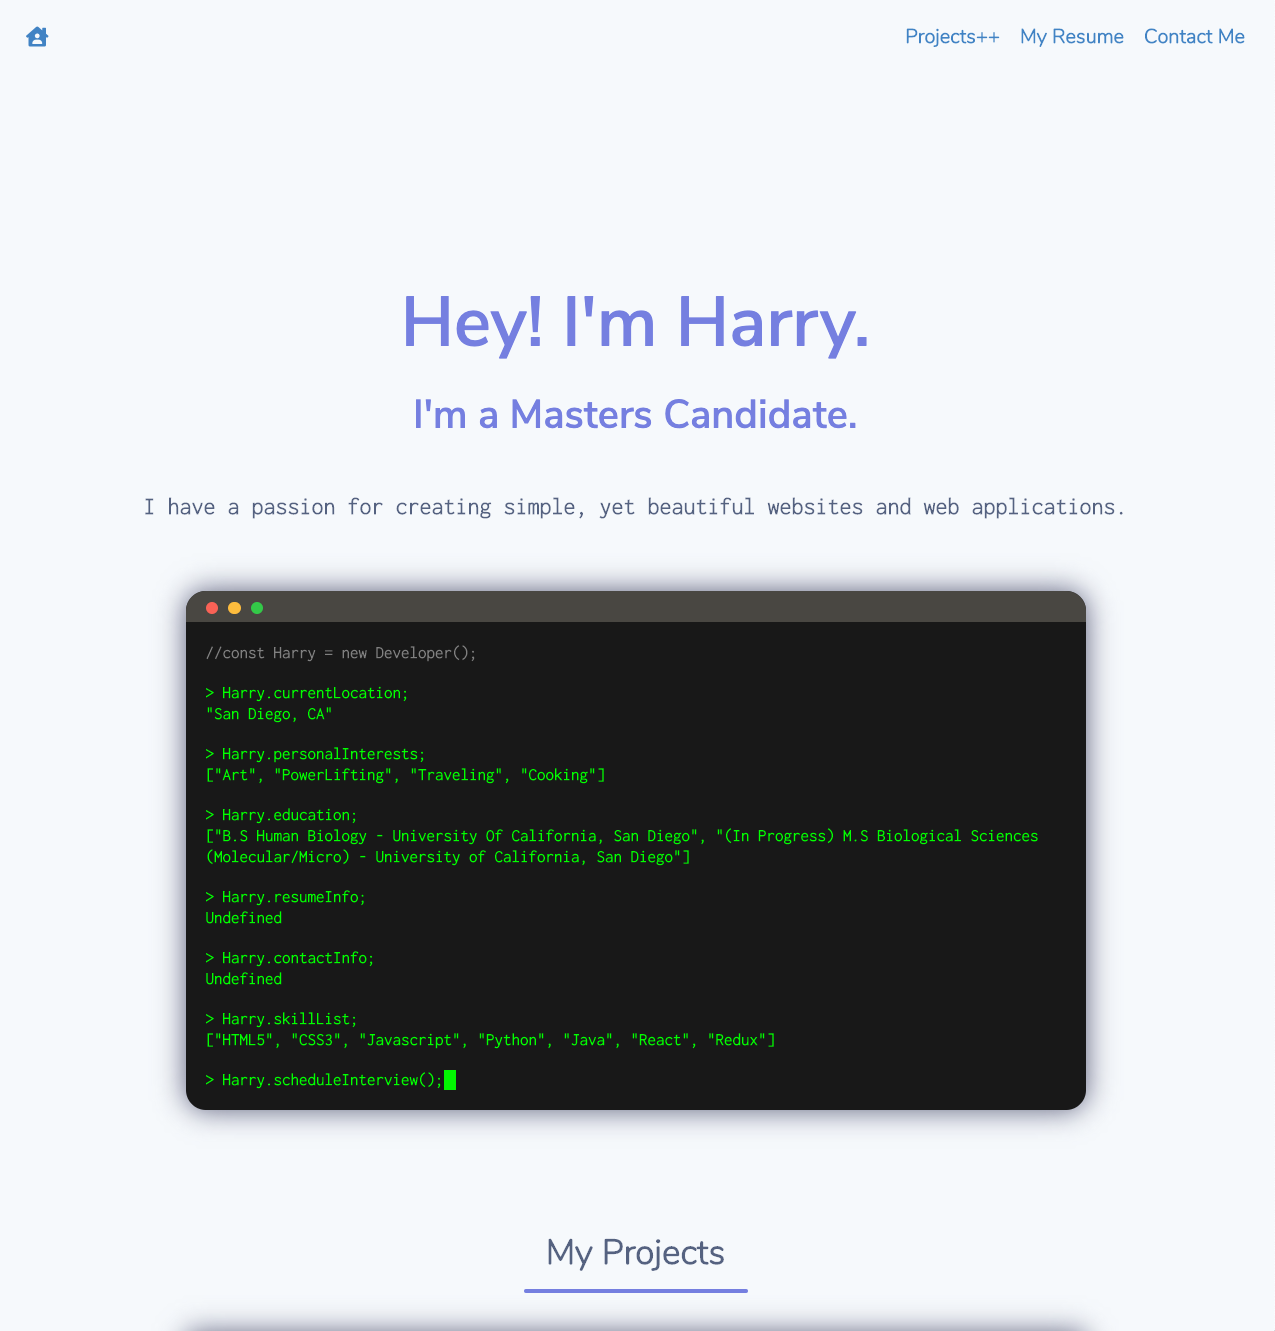 Projects++ My Resume Contact Me
Hey! I'm Harry.
I'm a Masters Candidate.
I have a passion for creating simple, yet beautiful websites and web applications.
//const Harry = new Developer();
> Harry.currentLocation;
"San Diego, CA"
> Harry.personalInterests;
["Art", "PowerLifting", "Traveling", "Cooking"]
> Harry.education;
["B.S Human Biology - University Of California, San Diego", "(In Progress) M.S Biological Sciences
(Molecular/Micro) - University of California, San Diego"]
> Harry.resumeInfo;
Undefined
> Harry.contactInfo;
Undefined
> Harry.skillList;
["HTML5", "CSS3", "Javascript", "Python", "Java", "React", "Redux"]
> Harry.scheduleInterview();
My Projects